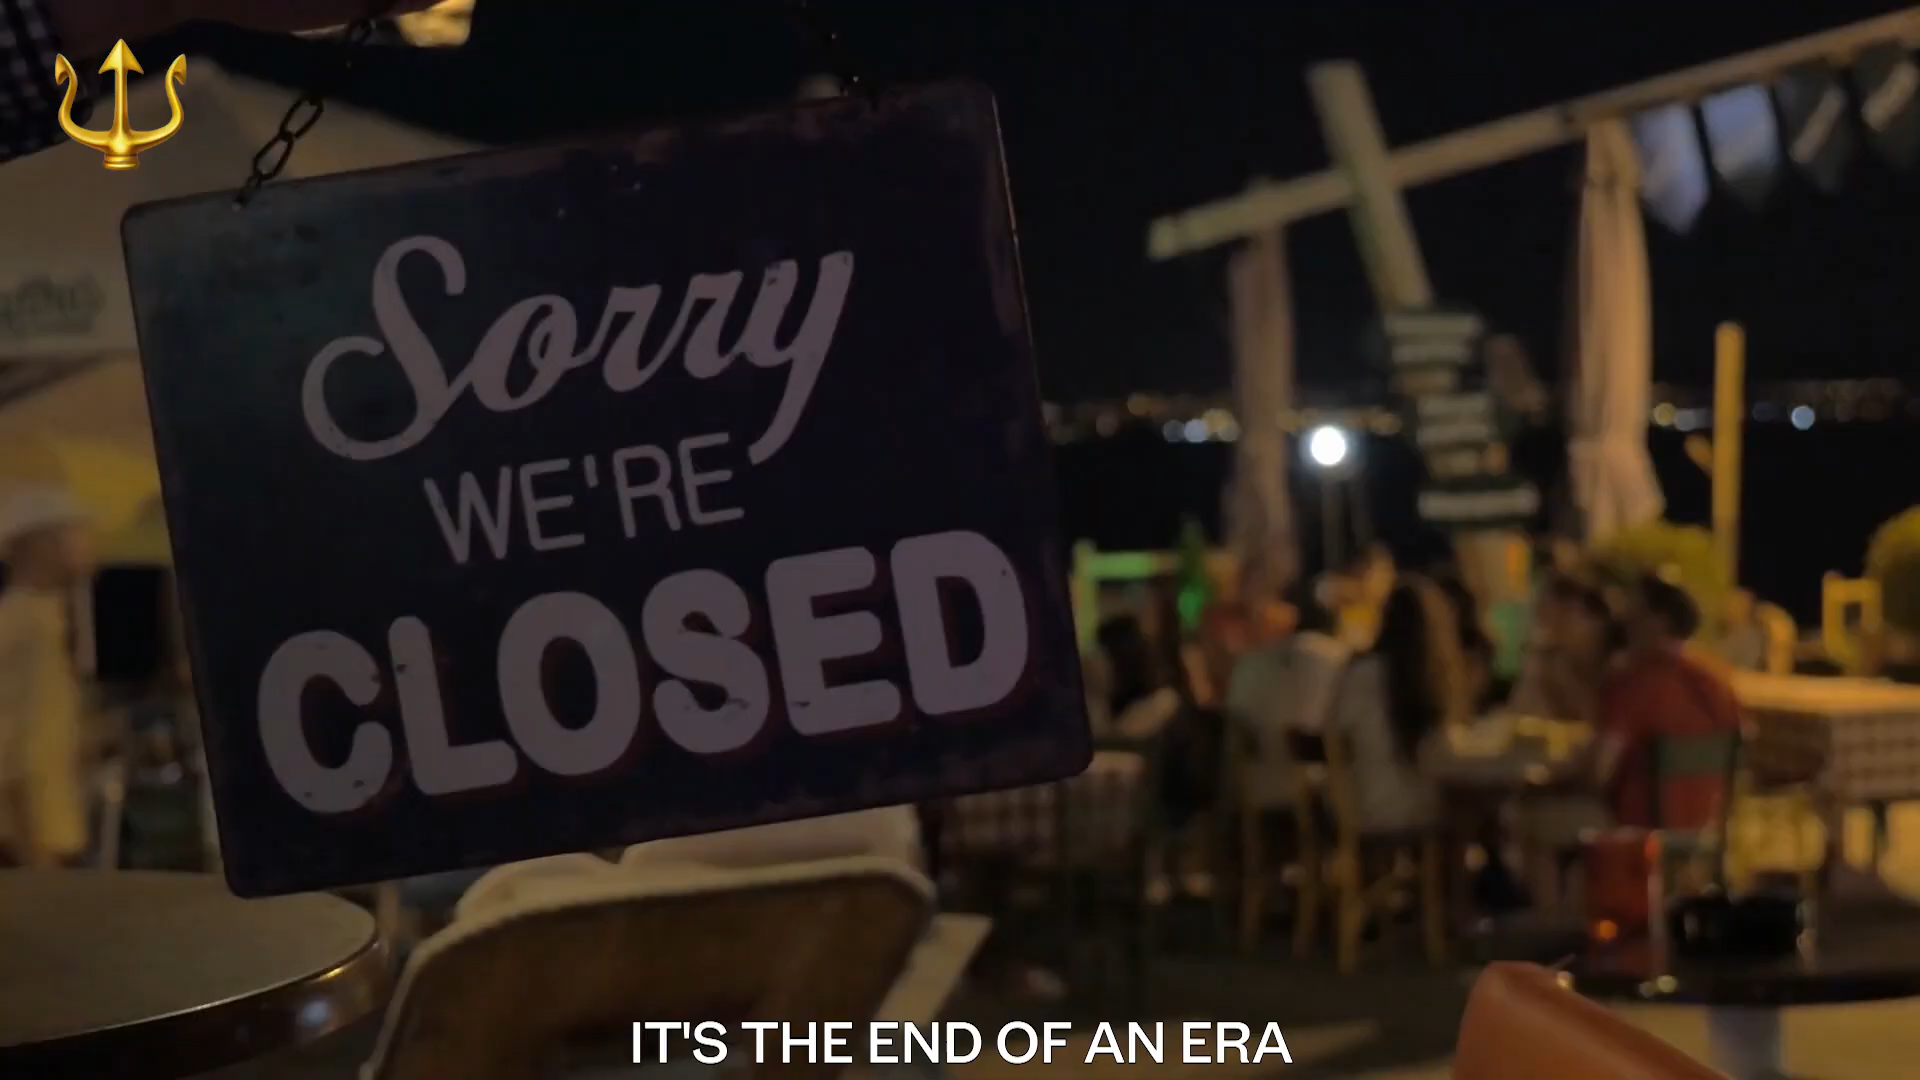 Sorry
WE'RE
CLOSED
IT'S THE END OF AN ERA